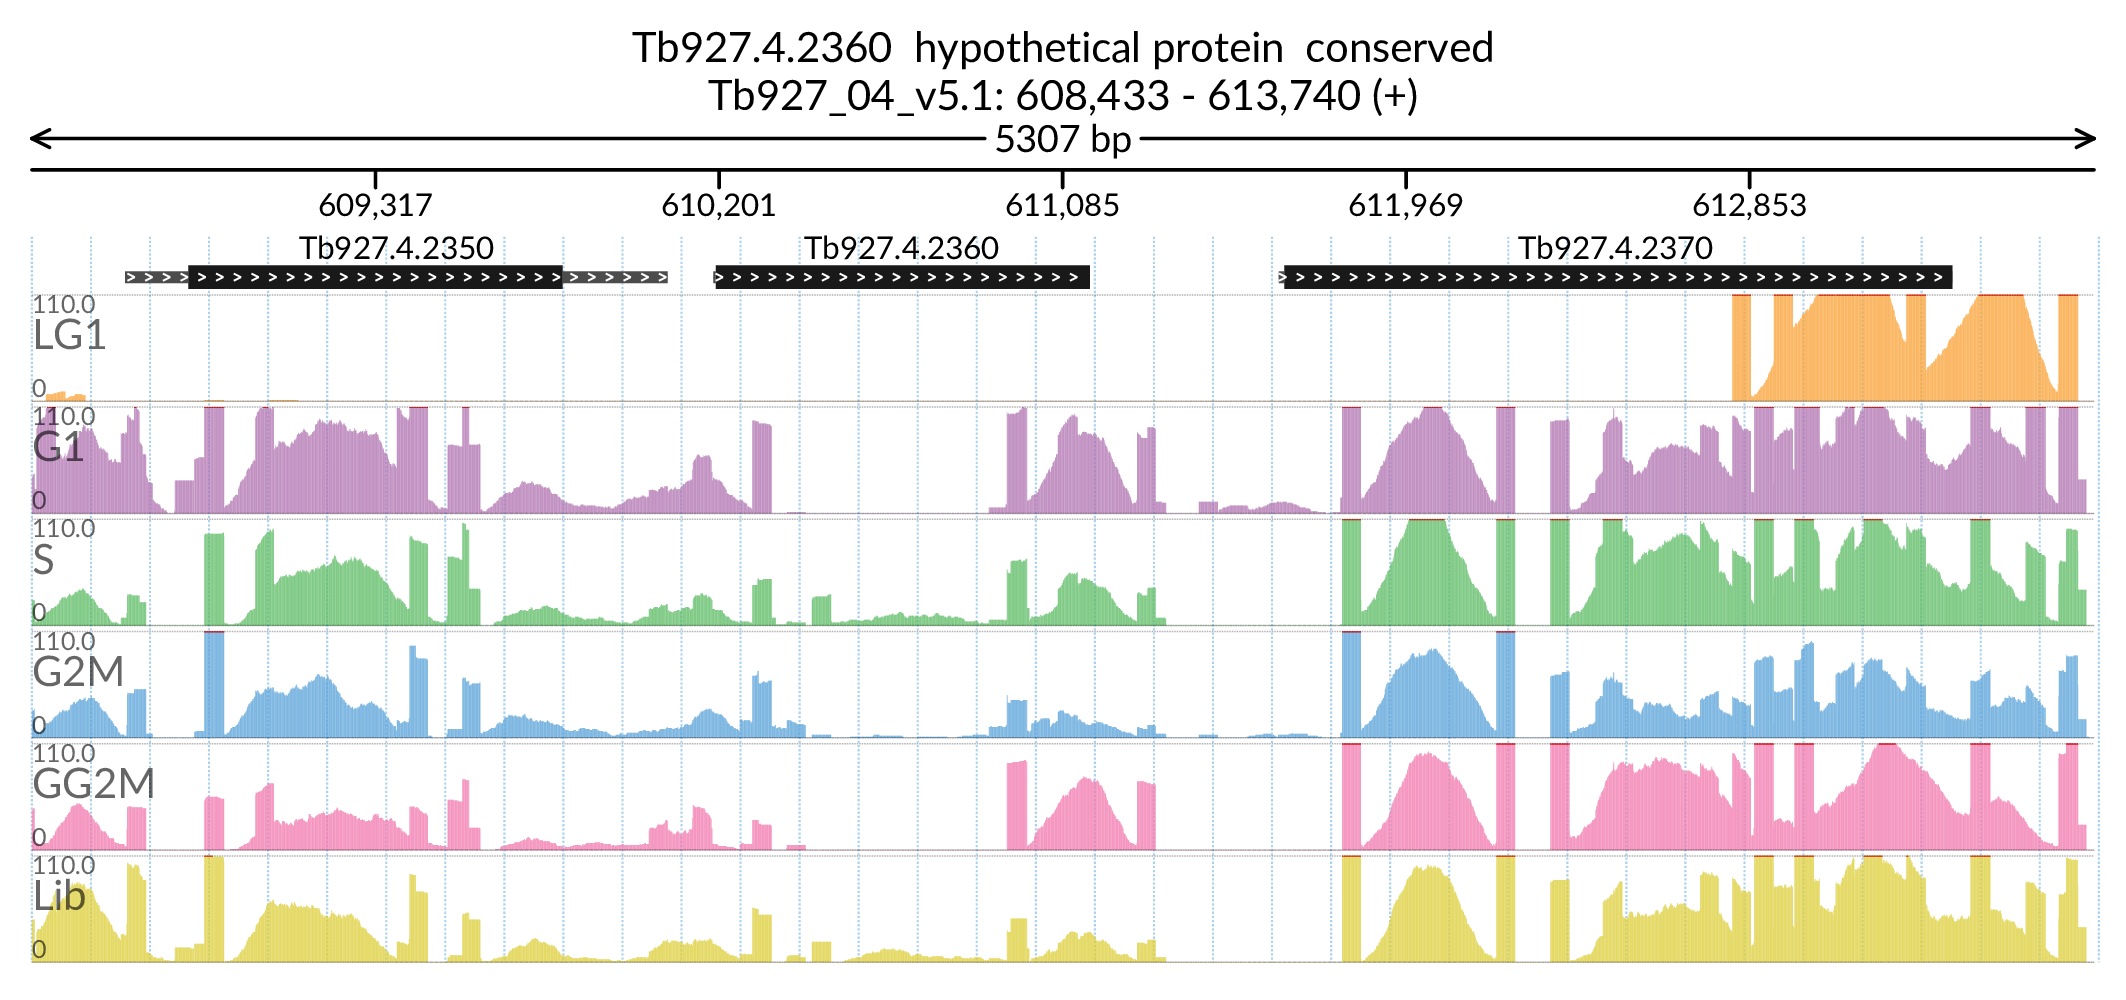 Tb927.4.2360 hypothetical protein conserved
Tb927_04_v5.1: 608,433 - 613,740 (+)
5307 bp
609,317 610,201 611,085 611,969 612,853
Tb927.4.2350 Tb927.4.2360 Tb927.4.2370
110.0
LG1
0
110.0
G1
0
110.0
S
0
110.0
G2M
0
110.0
GG2M
0
110.0
Lib
0